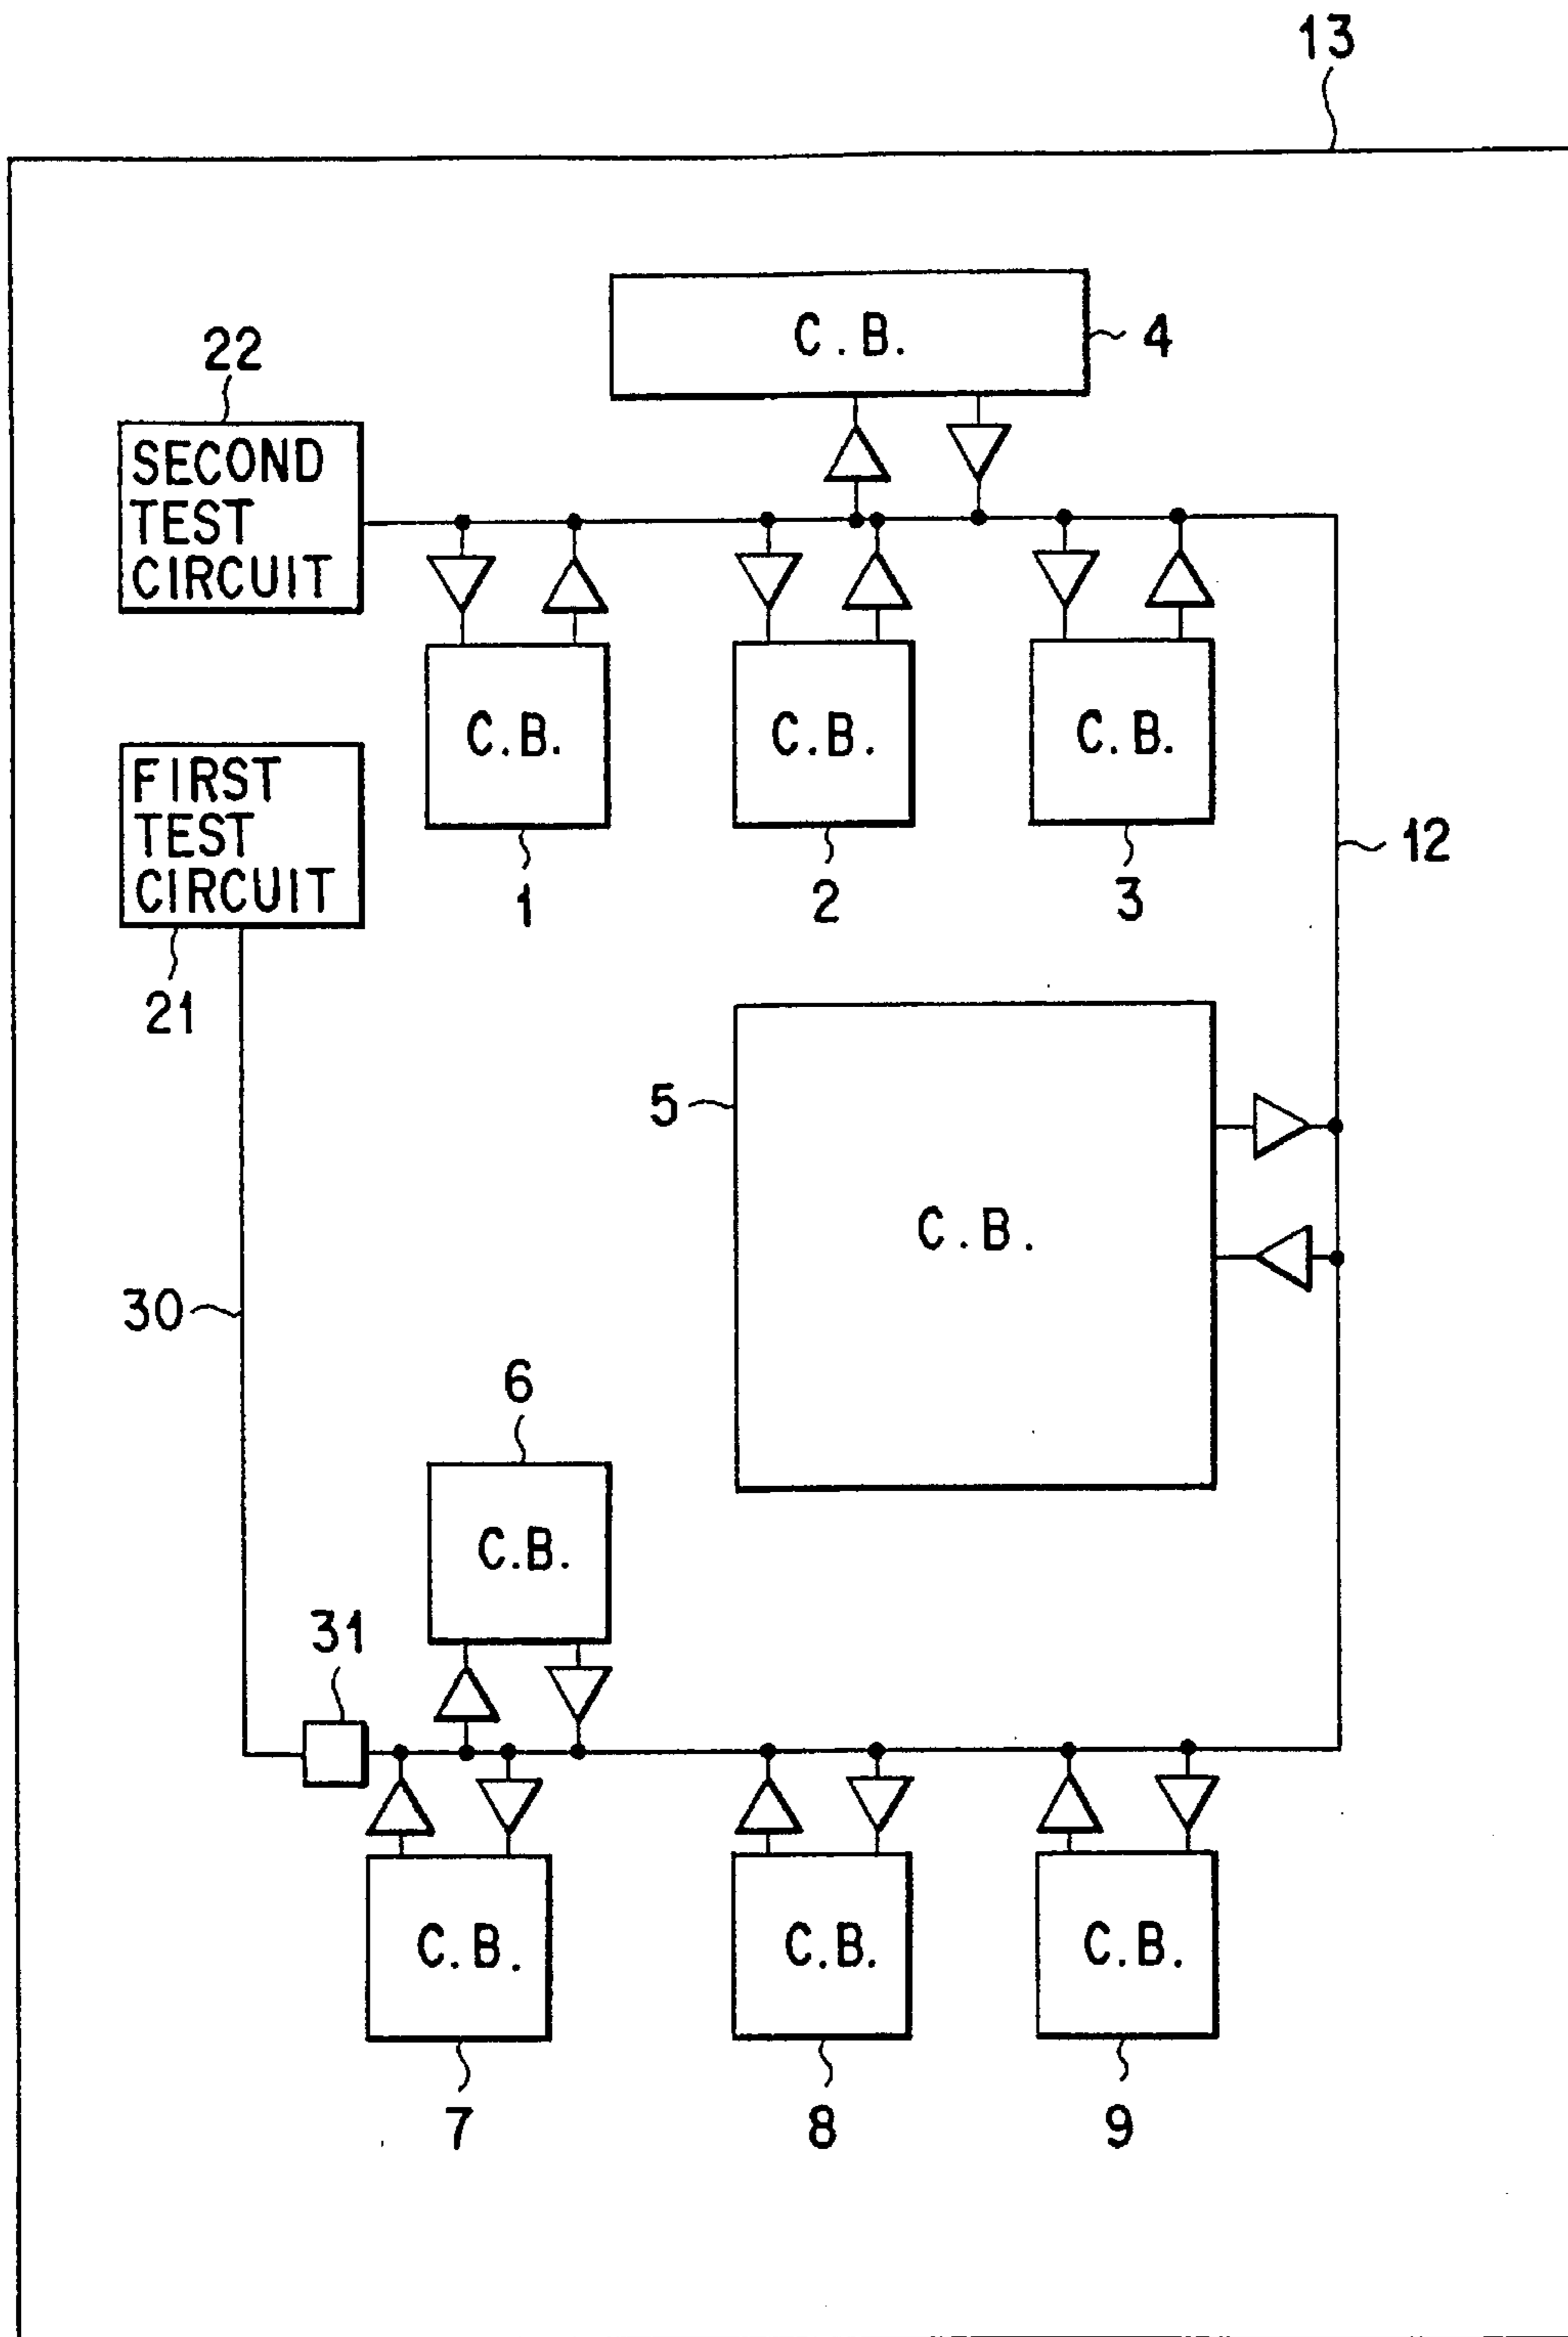 13
C.B.
4
22
SECOND
TEST
CIRCUIT
C.B.
C.B.
C.B.
FIRST
TEST
CIRCUIT
12
1
2
3
21
5
C.B.
30
6
C.B.
31
C.B.
C.B.
C.B.
7
8
9